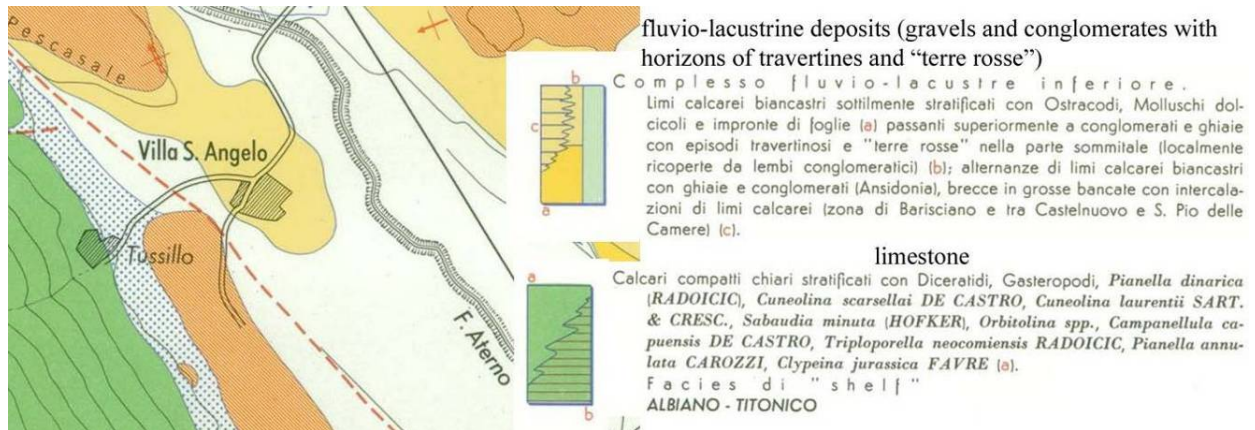 Pescasale
Villa S. Angelo
Tussillo
F. Aterno
fluvio-lacustrine deposits (gravels and conglomerates with
horizons of travertines and “terre rosse”)
b
c
a
Complesso fluvio-lacustre inferiore.
Limi calcarei biancastri sottilmente stratificati con Ostracodi, Molluschi dol-
cicoli e impronte di foglie (a) passanti superiormente a conglomerati e ghiaie
con episodi travertinosi e "terre rosse" nella parte sommitale (localmente
ricoperte da lembi conglomeratici) (b); alternanze di limi calcarei biancastri
con ghiaie e conglomerati (Ansidonia), brecce in grosse bancate con intercala-
zioni di limi calcarei (zona di Barisciano e tra Castelnuovo e S. Pio delle
Camere) (c).
limestone
a
b
Calcari compatti chiari stratificati con Diceratidi, Gasteropodi, Pianella dinarica
(RADOICIC), Cuneolina scarsellai DE CASTRO, Cuneolina laurentii SART.
& CRESC., Sabaudia minuta (HOFKER), Orbitolina spp., Campanellula ca-
puensis DE CASTRO, Triploporella neocomiensis RADOICIC, Pianella annu-
lata CAROZZI, Clypeina jurassica FAVRE (a).
Facies di "shelf"
ALBIANO - TITONICO